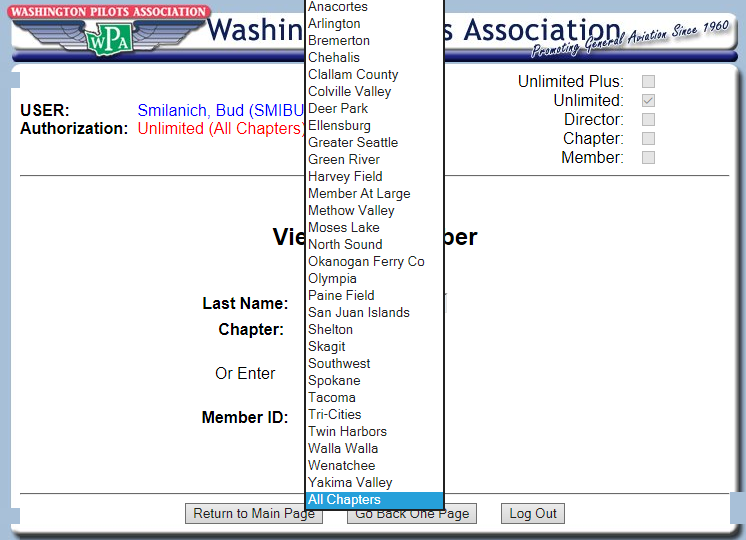 WASHINGTON PILOTS ASSOCIATION
WPA
Washin s Association
Promoting General Aviation Since 1960
Unlimited Plus:
USER: Smilanich, Bud (SMIBU Unlimited:
Authorization: Unlimited (All Chapters) Director:
Chapter:
Member:
Vie ber
Last Name:
Chapter:
Or Enter
Member ID:
Anacortes
Arlington
Bremerton
Chehalis
Clallam County
Colville Valley
Deer Park
Ellensburg
Greater Seattle
Green River
Harvey Field
Member At Large
Methow Valley
Moses Lake
North Sound
Okanogan Ferry Co
Olympia
Paine Field
San Juan Islands
Shelton
Skagit
Southwest
Spokane
Tacoma
Tri-Cities
Twin Harbors
Walla Walla
Wenatchee
Yakima Valley
All Chapters
Return to Main Page Go Back One Page Log Out